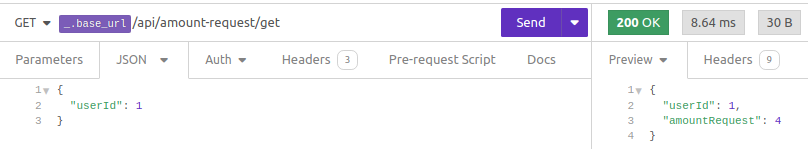 GET _.base_url /api/amount-request/get Send 200 OK 8.64 ms 30 B
Parameters JSON Auth Headers 3 Pre-request Script Docs Preview Headers 9
1 {
2 "userId": 1
3 }
1 {
2 "userId": 1,
3 "amountRequest": 4
4 }